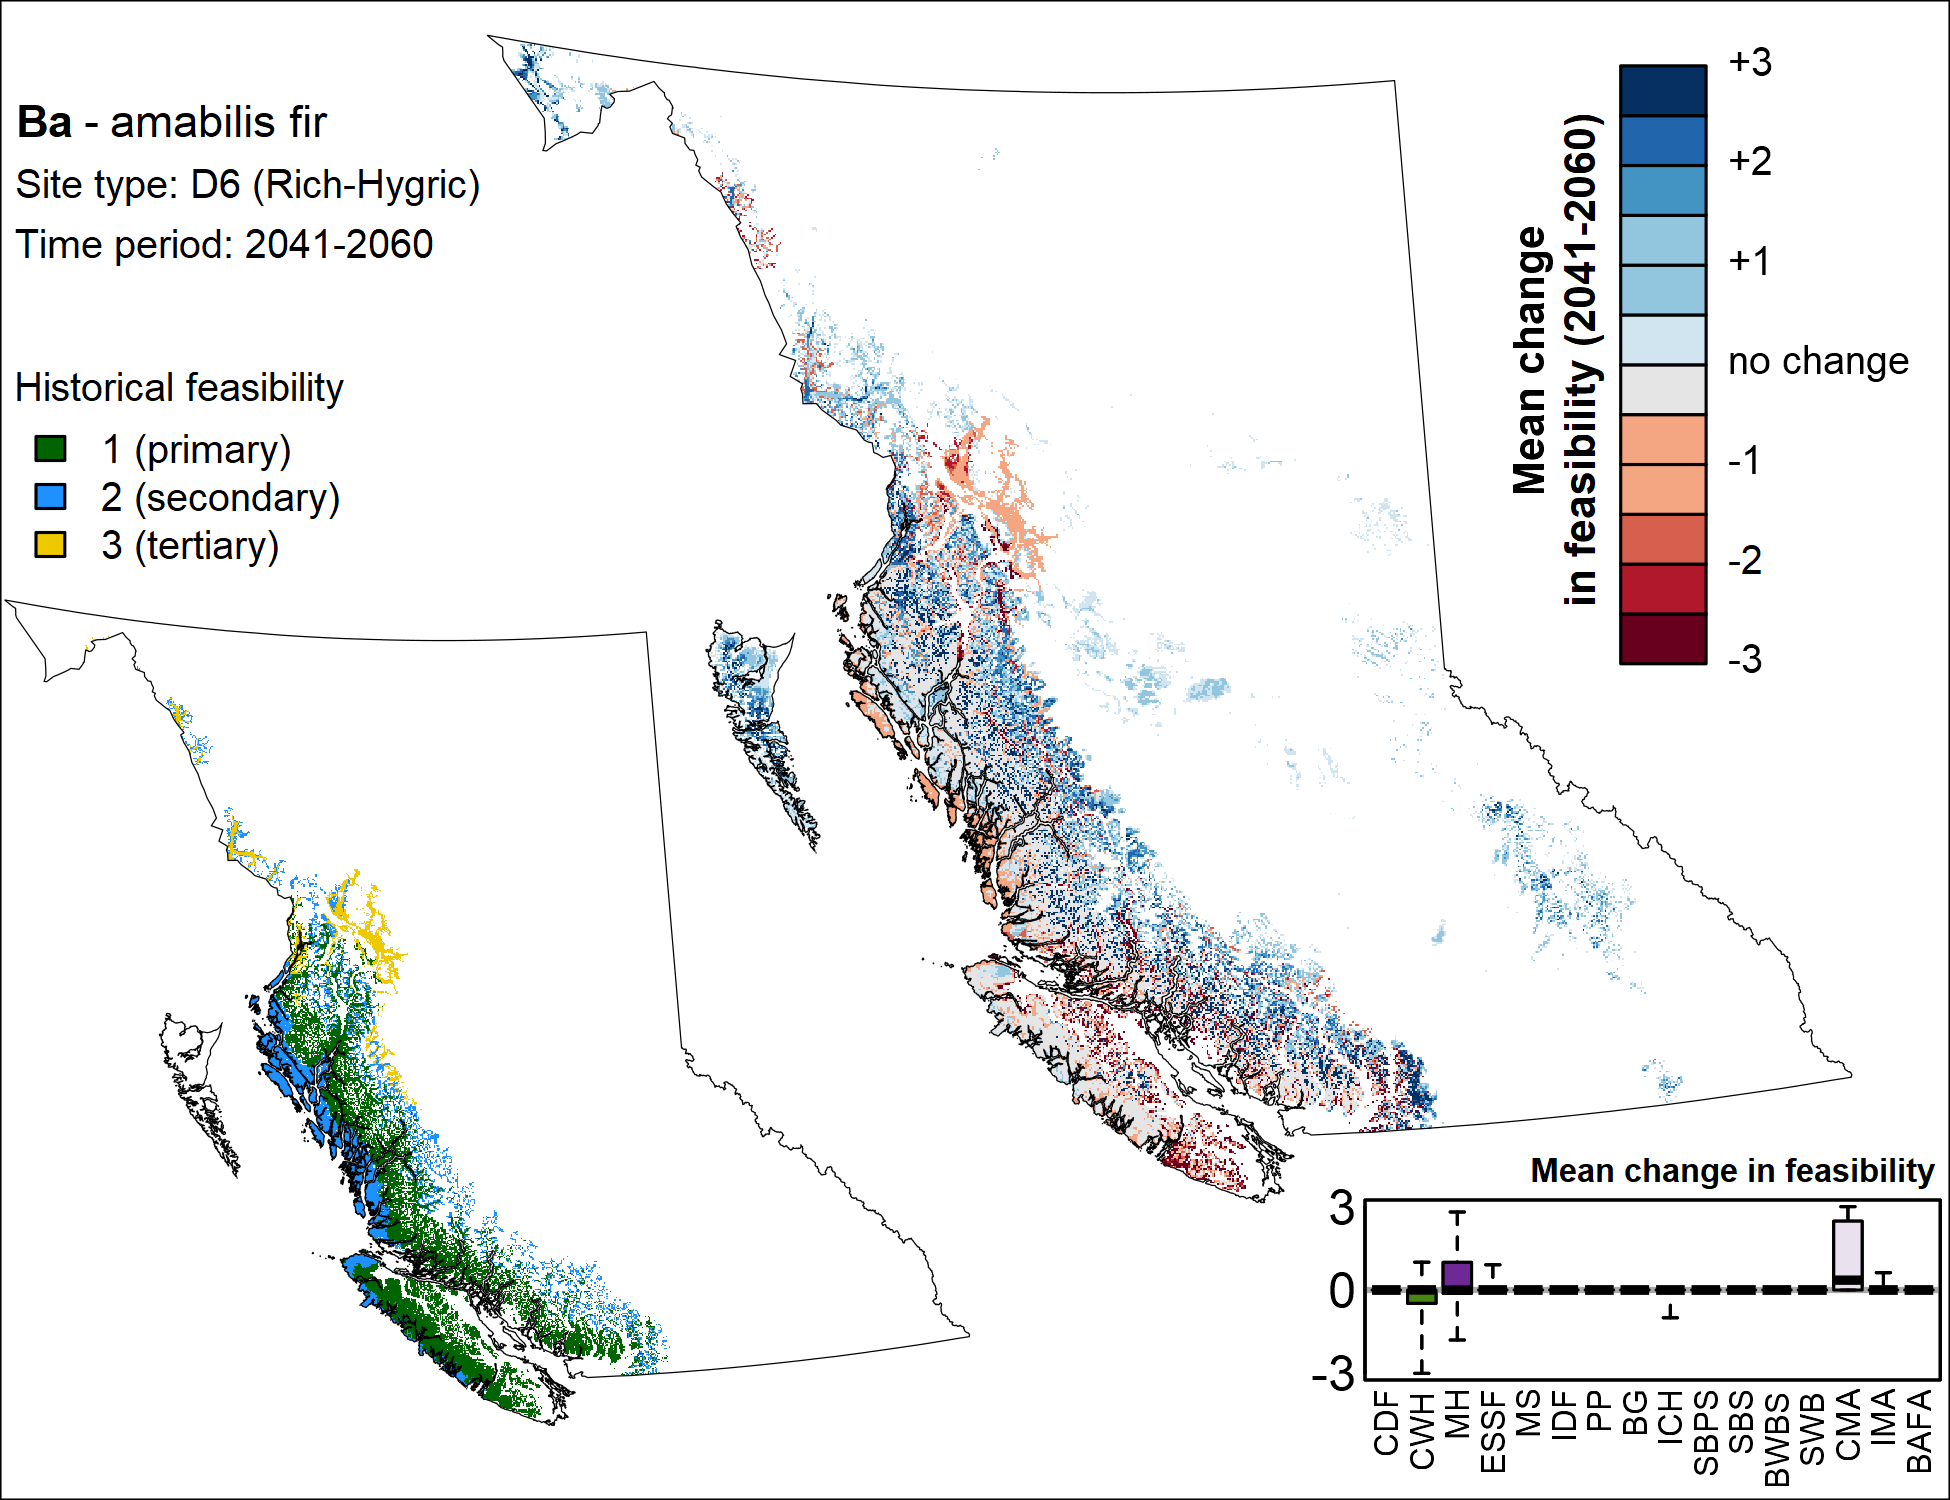 Ba - amabilis fir
Site type: D6 (Rich-Hygric)
Time period: 2041-2060
Historical feasibility
1 (primary)
2 (secondary)
3 (tertiary)
Mean change
in feasibility (2041-2060)
+3
+2
+1
no change
-1
-2
-3
Mean change in feasibility
3
0
-3
CDF
CWH
MH
ESSF
MS
IDF
PP
BG
ICH
SBPS
SBS
BWBS
SWB
CMA
IMA
BAFA